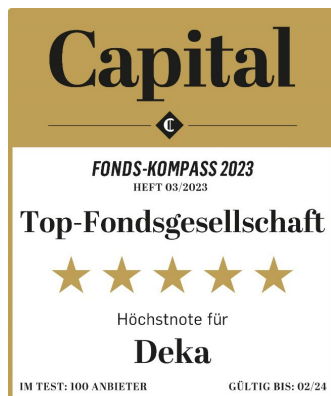 Capital
FONDS-KOMPASS 2023
HEFT 03/2023
Top-Fondsgesellschaft
Höchstnote für
Deka
IM TEST: 100 ANBIETER GÜLTIG BIS: 02/24